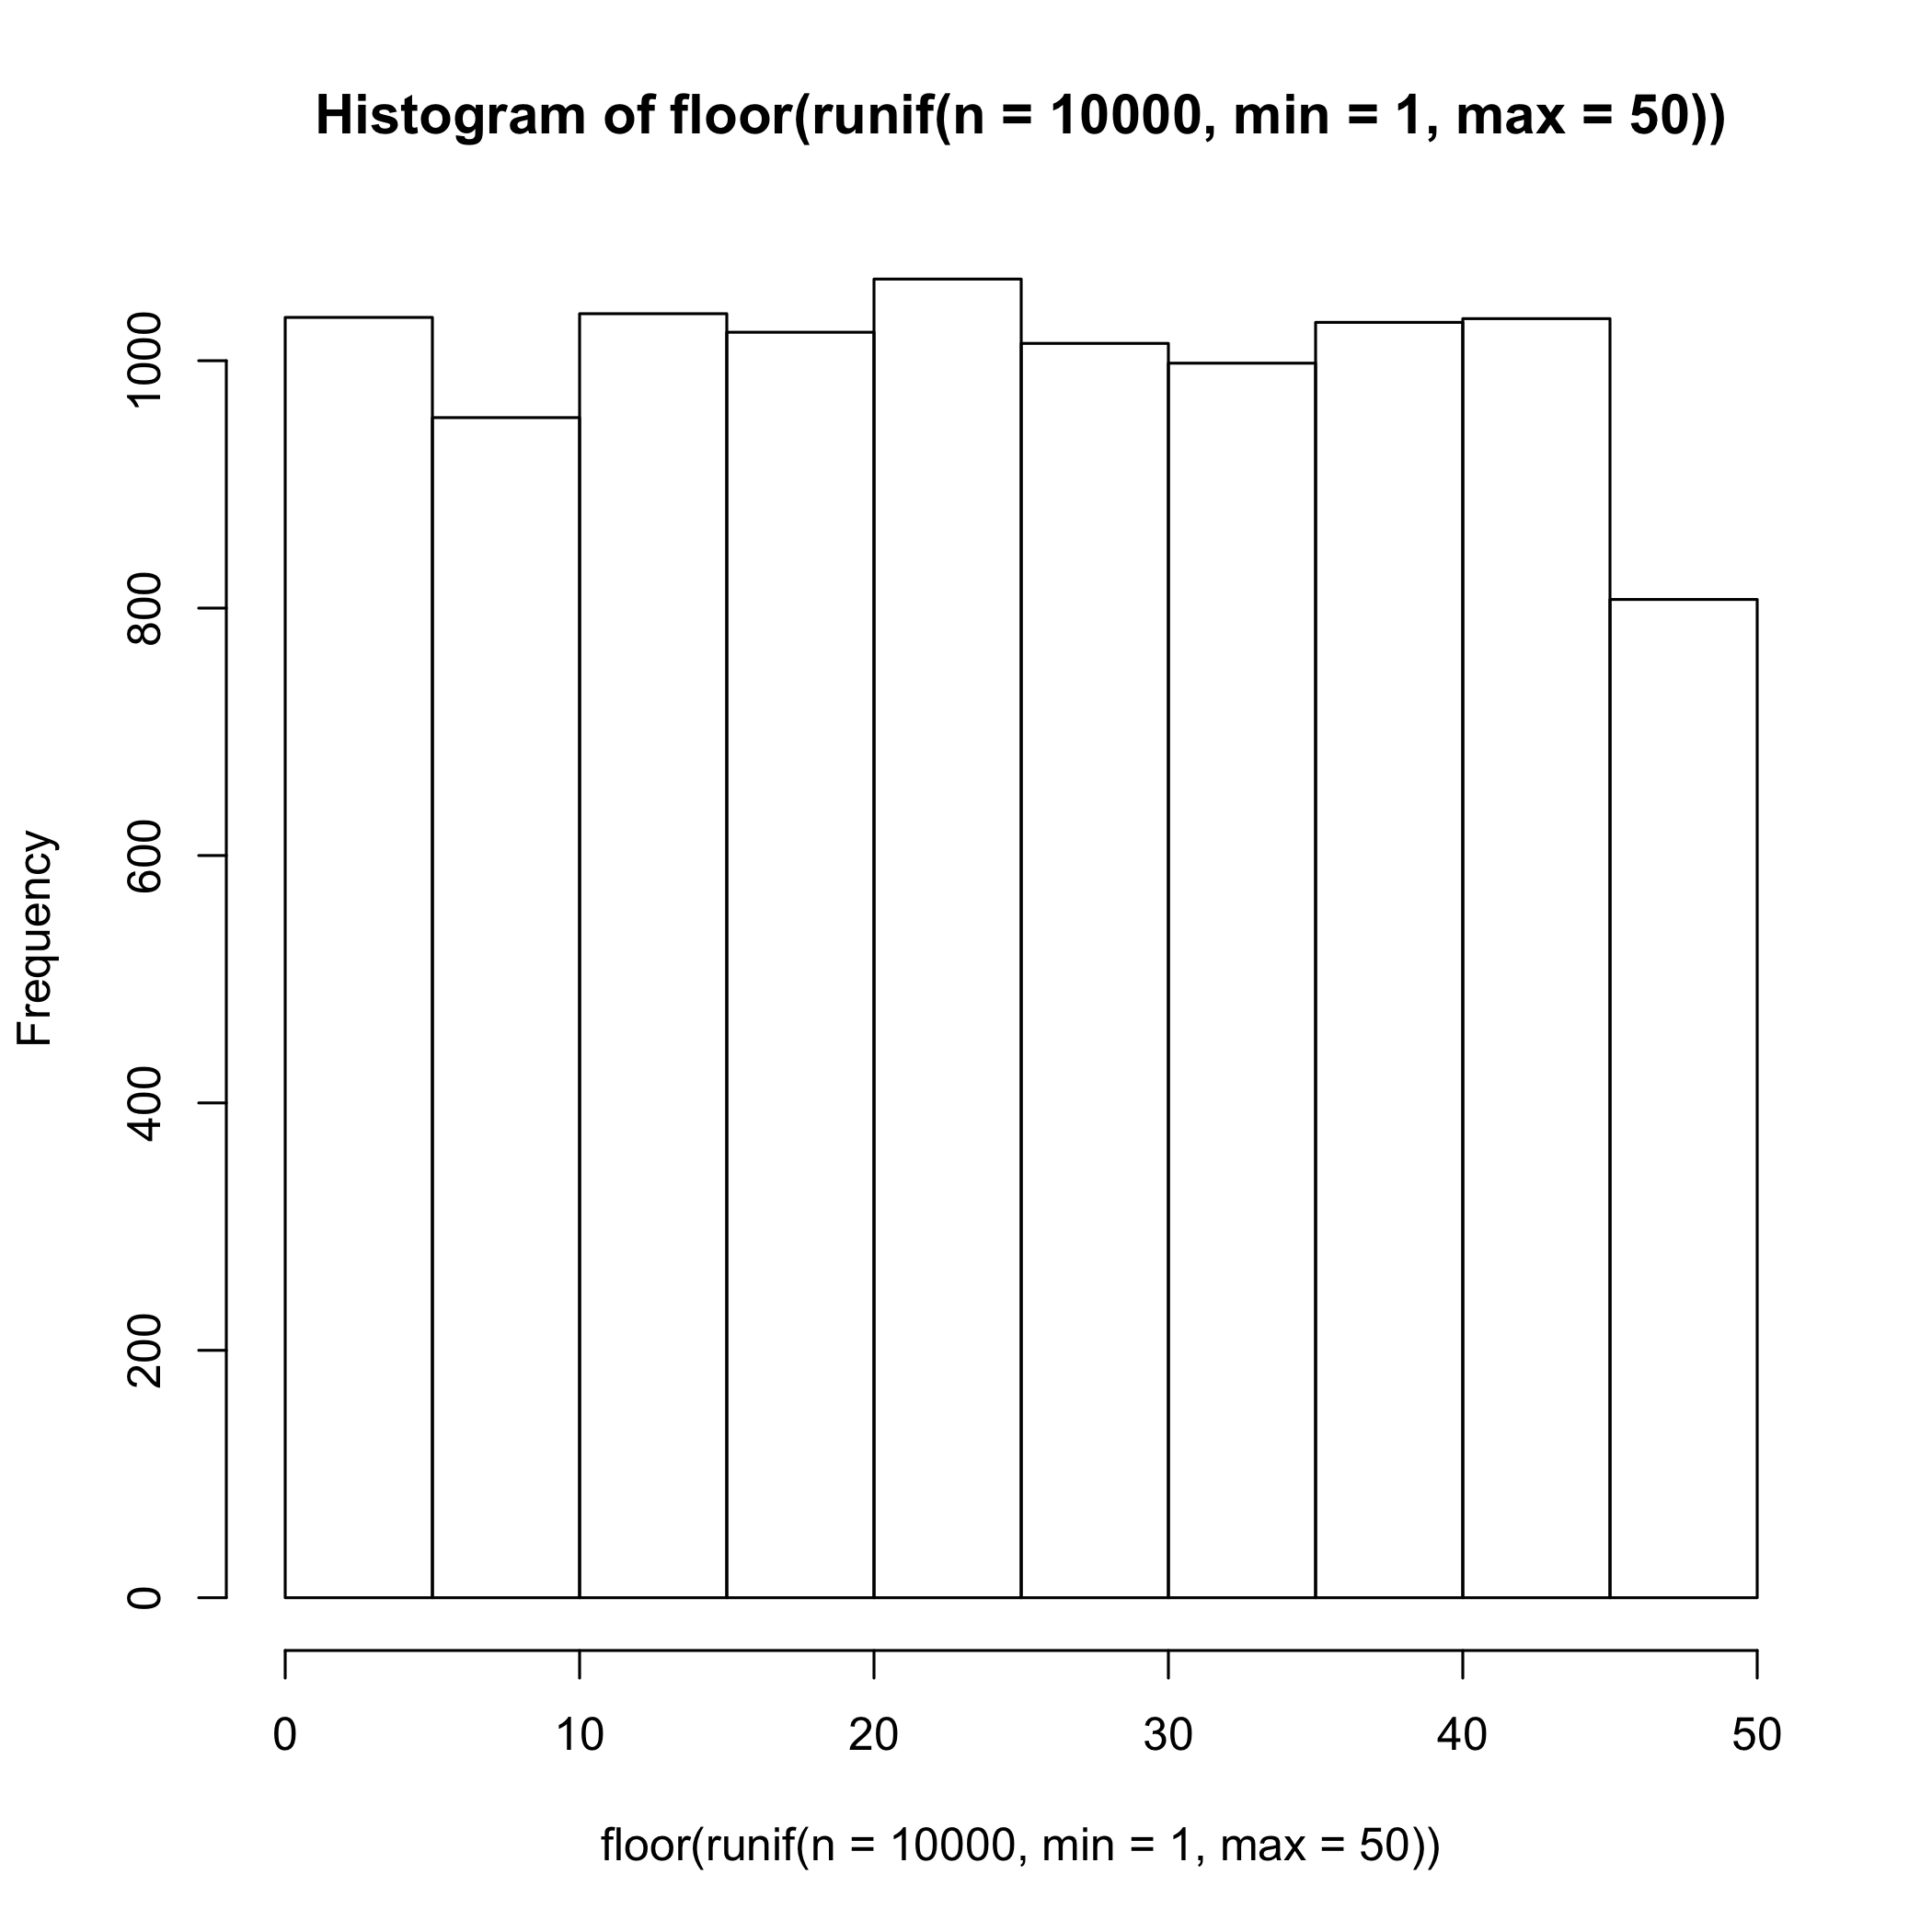 Histogram of floor(runif(n = 10000, min = 1, max = 50))
Frequency
1000
800
600
400
200
0
0 10 20 30 40 50
floor(runif(n = 10000, min = 1, max = 50))